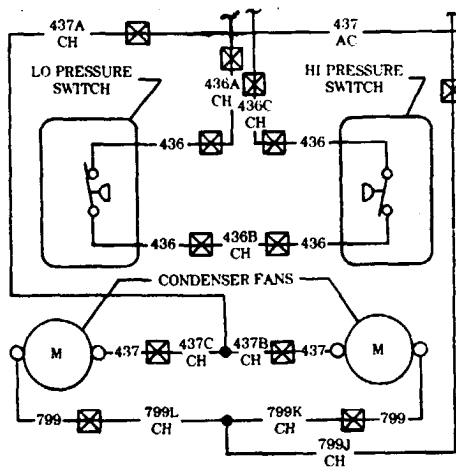 437A
CH
437
AC
LO PRESSURE
SWITCH
HI PRESSURE
SWITCH
436A
CH
436C
CH
436
436
436
436B
CH
436
CONDENSER FANS
M
437
437C
CH
437B
CH
437
M
799
799L
CH
799K
CH
799
799J
CH